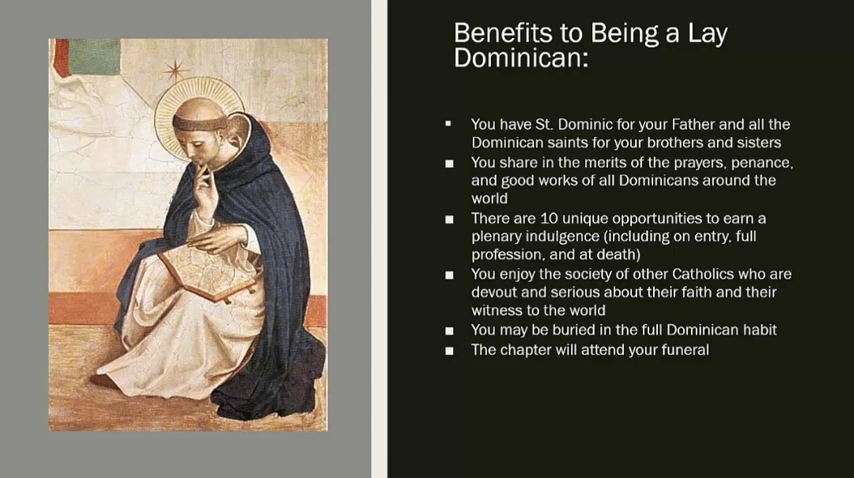 Benefits to Being a Lay
Dominican:
▪ You have St. Dominic for your Father and all the
Dominican saints for your brothers and sisters
■ You share in the merits of the prayers, penance,
and good works of all Dominicans around the
world
■ There are 10 unique opportunities to earn a
plenary indulgence (including on entry, full
profession, and at death)
■ You enjoy the society of other Catholics who are
devout and serious about their faith and their
witness to the world
■ You may be buried in the full Dominican habit
■ The chapter will attend your funeral